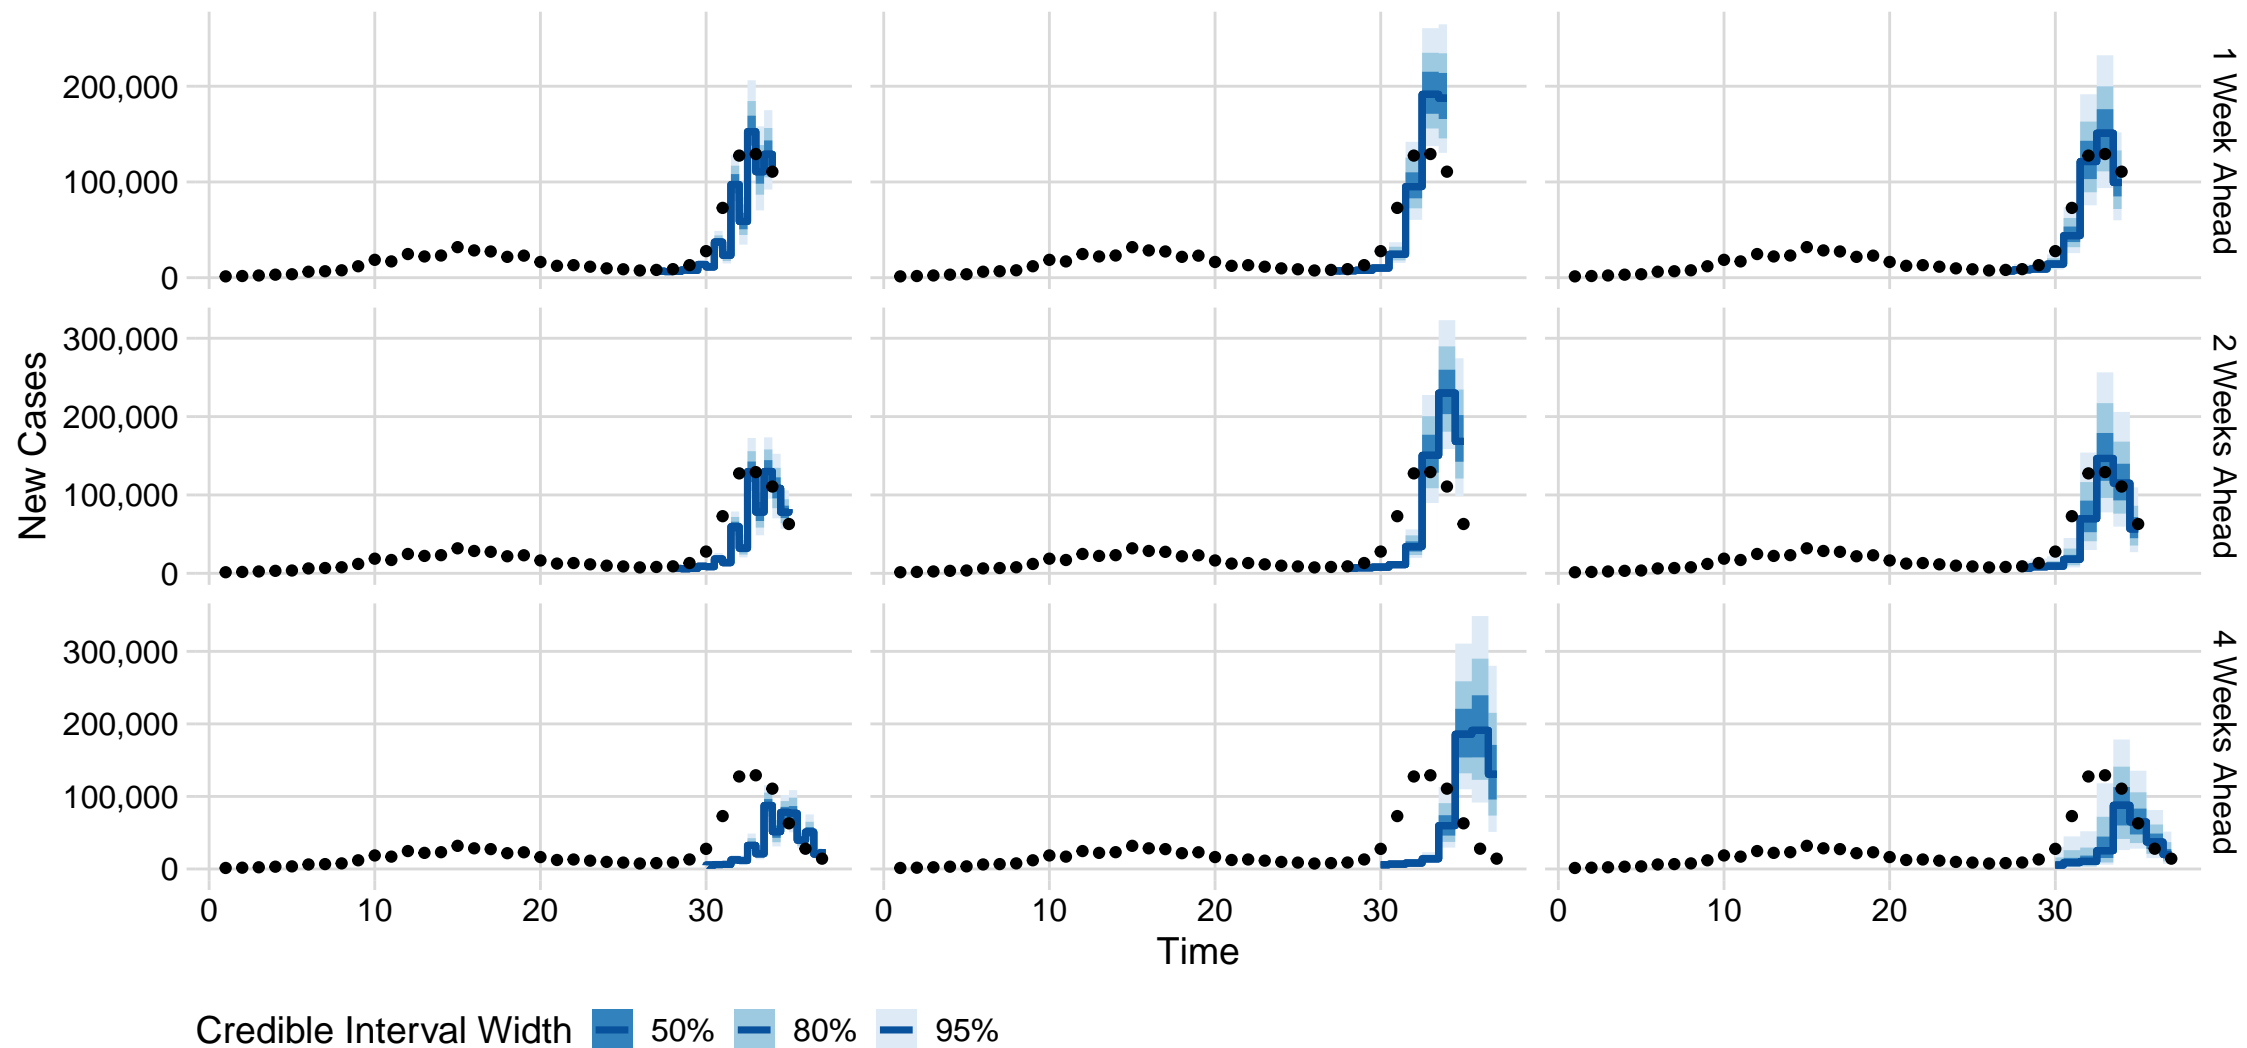 200,000
100,000
0
1 Week Ahead
300,000
200,000
100,000
0
2 Weeks Ahead
New Cases
300,000
200,000
100,000
0
4 Weeks Ahead
0 10 20 30 0 10 20 30 0 10 20 30
Time
Credible Interval Width 50% 80% 95%